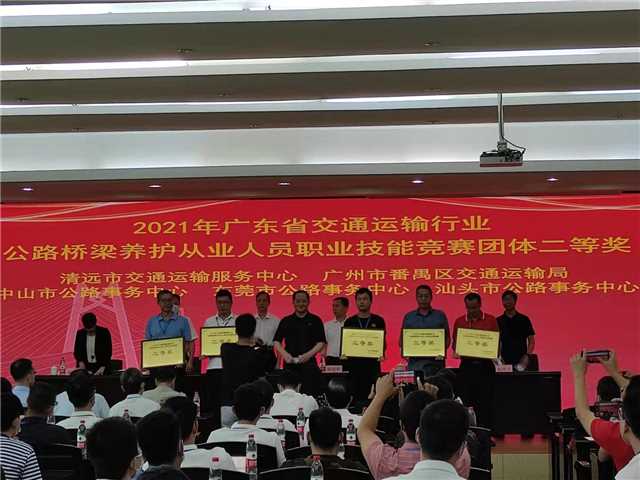 2021年广东省交通运输行业
公路桥梁养护从业人员职业技能竞赛团体二等奖
清远市交通运输服务中心 广州市番禺区交通运输局
中山市公路事务中心 东莞市公路事务中心 汕头市公路事务中心
二等奖
二等奖
二等奖
二等奖
二等奖